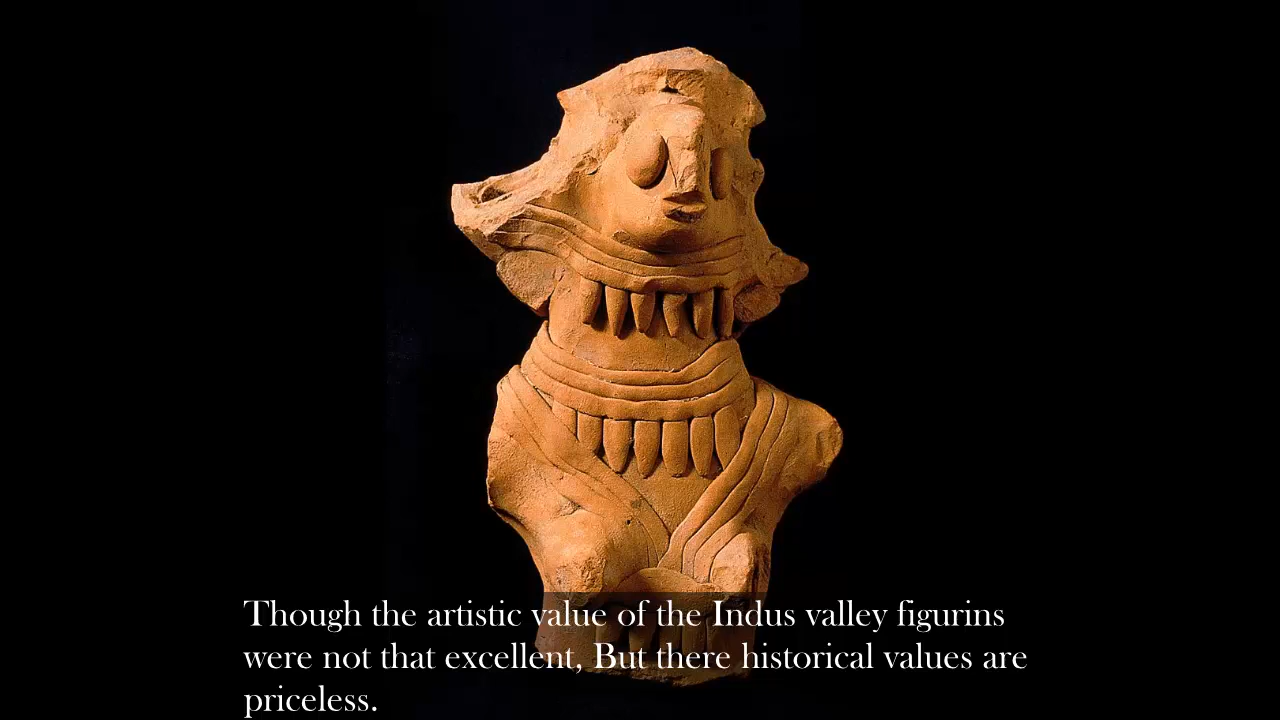 Though the artistic value of the Indus valley figurins
were not that excellent, But there historical values are
priceless.